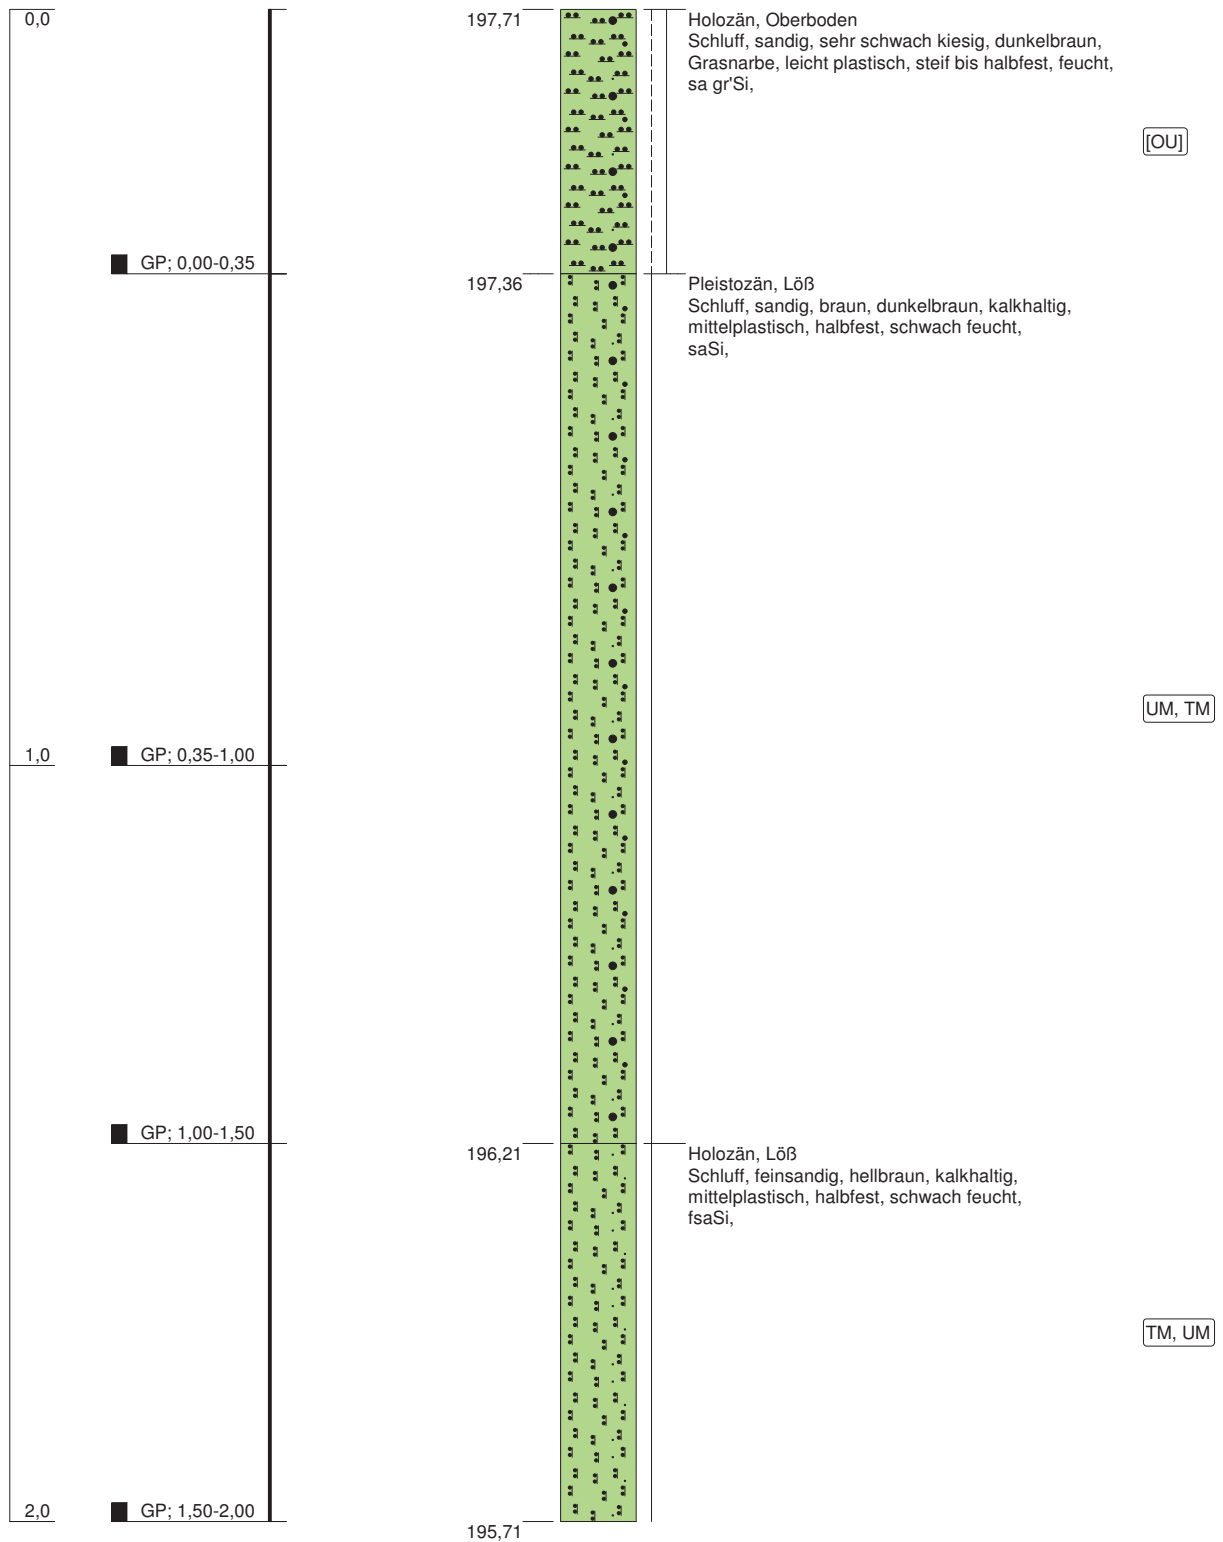 0,0
197,71
Holozän, Oberboden
Schluff, sandig, sehr schwach kiesig, dunkelbraun,
Grasnarbe, leicht plastisch, steif bis halbfest, feucht,
sa gr'Si,
[OU]
GP; 0,00-0,35
197,36
Pleistozän, Löß
Schluff, sandig, braun, dunkelbraun, kalkhaltig,
mittelplastisch, halbfest, schwach feucht,
saSi,
UM, TM
1,0
GP; 0,35-1,00
GP; 1,00-1,50
196,21
Holozän, Löß
Schluff, feinsandig, hellbraun, kalkhaltig,
mittelplastisch, halbfest, schwach feucht,
fsaSi,
TM, UM
2,0
GP; 1,50-2,00
195,71